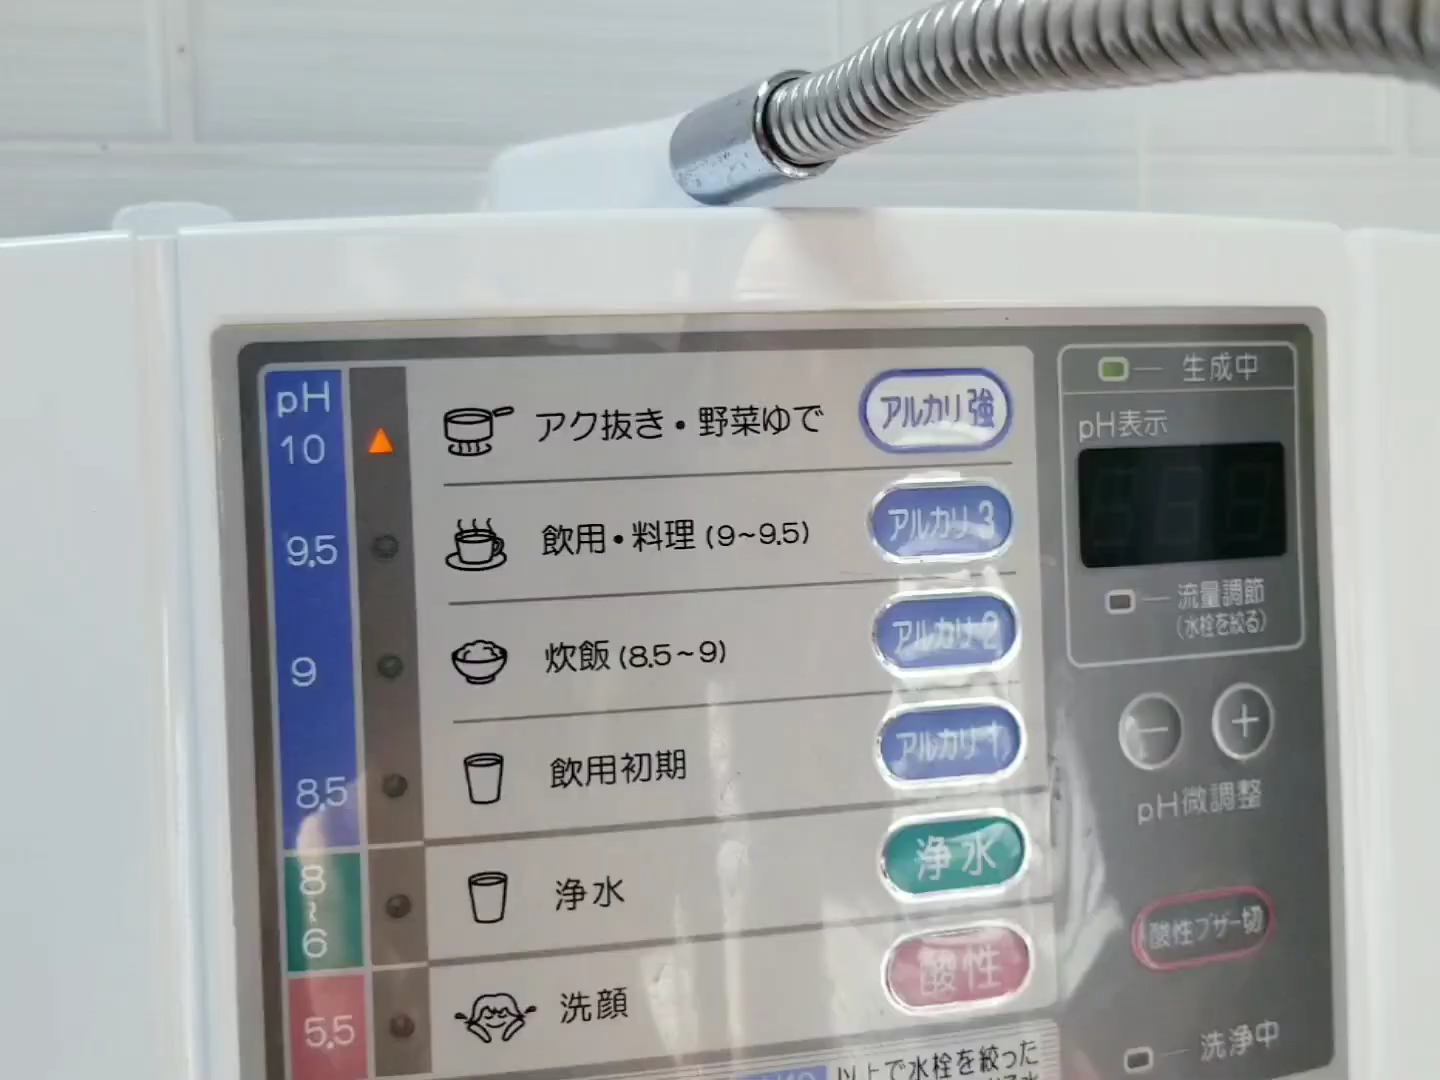 pH
10
アク抜き・野菜ゆで
アルカリ 強
9.5
飲用・料理 (9~9.5)
アルカリ 3
9
炊飯 (8.5~9)
アルカリ 2
8.5
飲用初期
アルカリ 1
8
~
6
浄水
浄水
5.5
洗顔
酸性
以上で水栓を絞った
生成中
pH表示
流量調節
(水栓を絞る)
−
+
pH微調整
酸性ブザー切
洗浄中